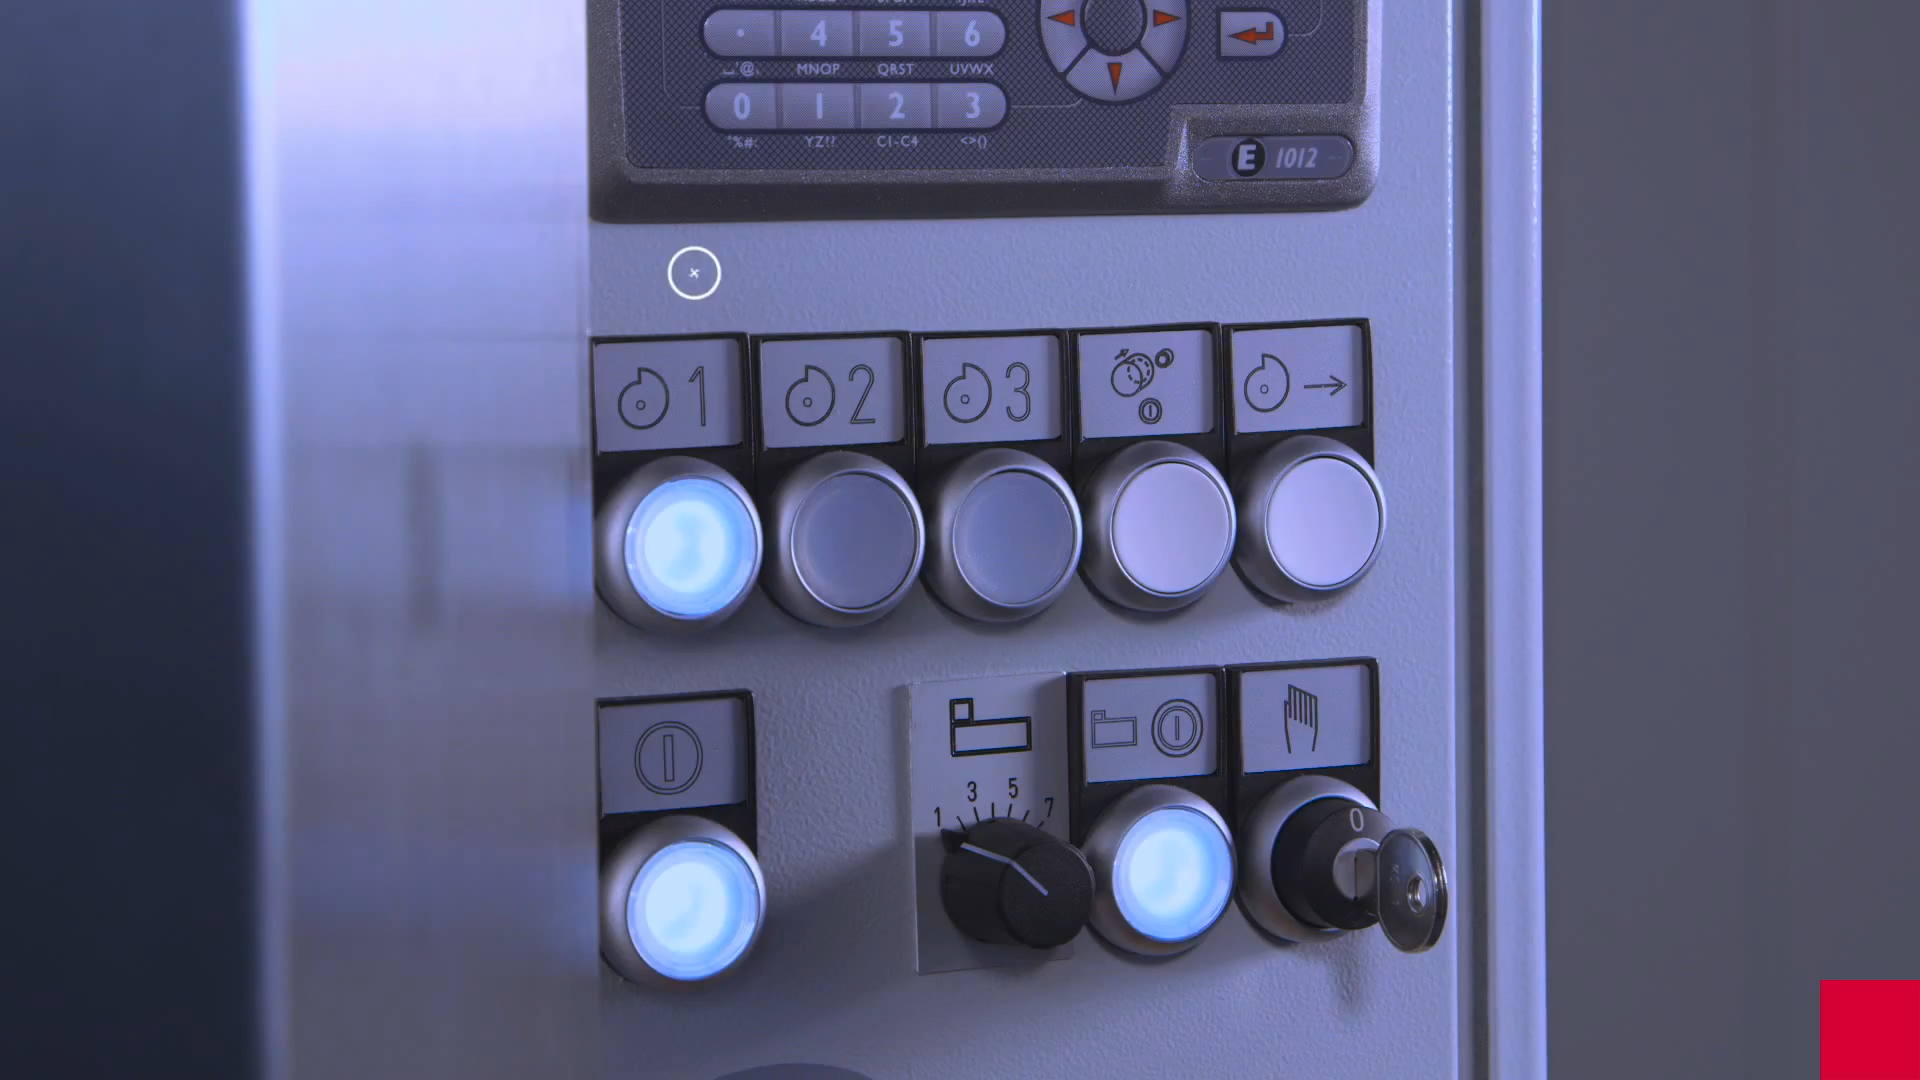 · 4 5 6
MNOP QRST UVWX
0 1 2 3
YZ!? C1-C4 <>()
E 1012
1 2 3
3 5
1 7
0